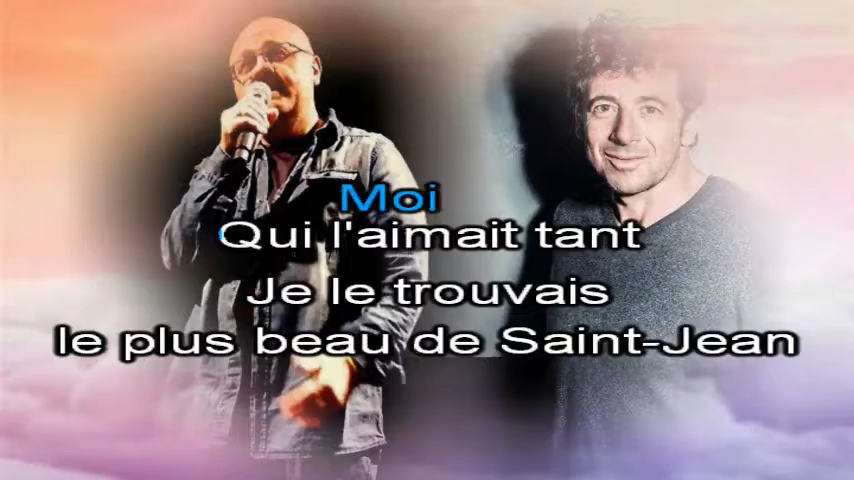 Moi
Qui l'aimait tant
Je le trouvais
le plus beau de Saint-Jean